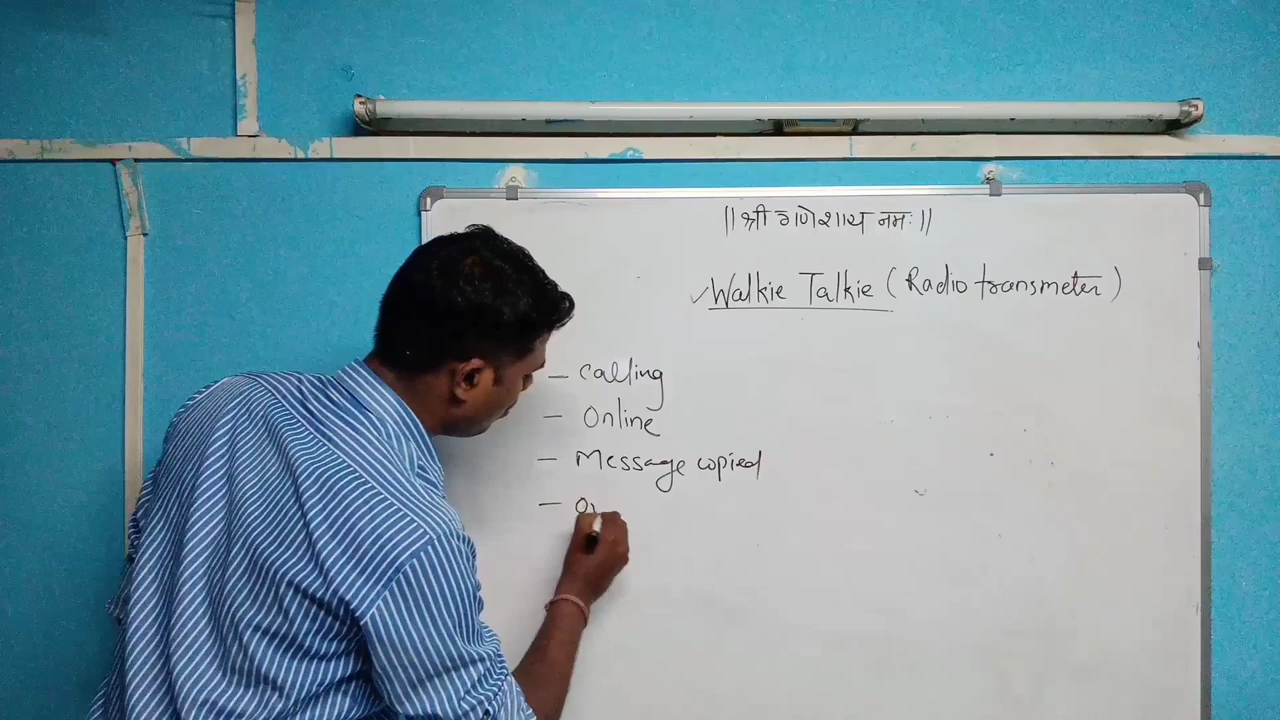 ||श्री गणेशाय नमः||
✓Walkie Talkie (Radio transmeter)
– Calling
– Online
– Message copied
–